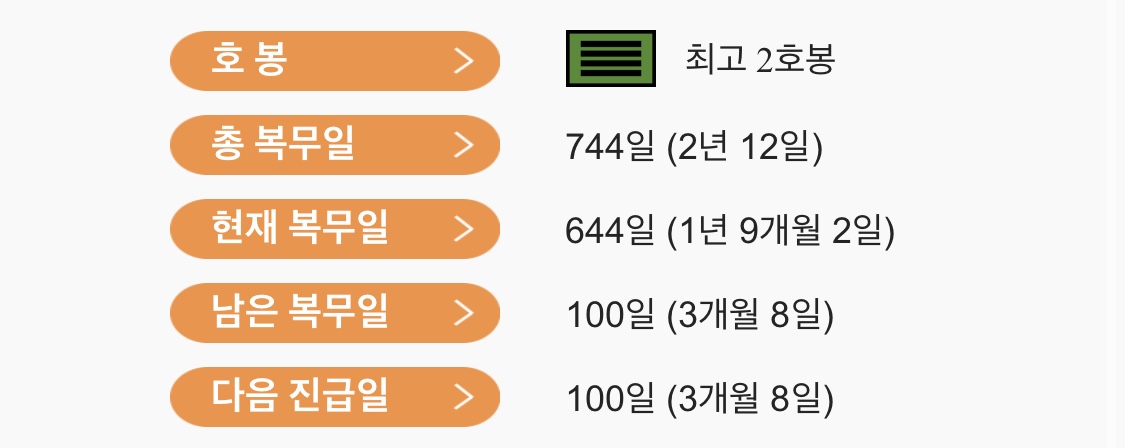 호 봉 최고 2호봉
총 복무일 744일 (2년 12일)
현재 복무일 644일 (1년 9개월 2일)
남은 복무일 100일 (3개월 8일)
다음 진급일 100일 (3개월 8일)